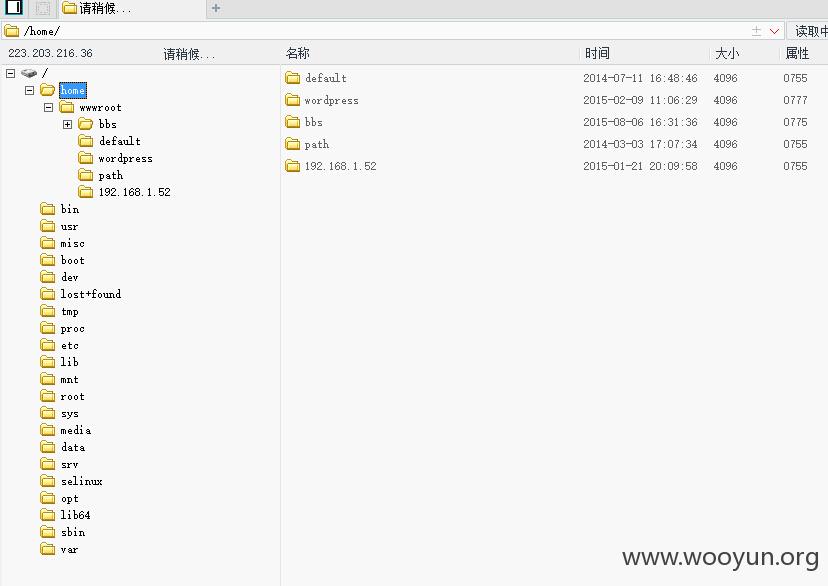 请稍候...
/home/ 读取中
223.203.216.36 请稍候... 名称 时间 大小 属性
/
home
wwwroot
bbs
default
wordpress
path
192.168.1.52
bin
usr
misc
boot
dev
lost+found
tmp
proc
etc
lib
mnt
root
sys
media
data
srv
selinux
opt
lib64
sbin
var
default 2014-07-11 16:48:46 4096 0755
wordpress 2015-02-09 11:06:29 4096 0777
bbs 2015-08-06 16:31:36 4096 0775
path 2014-03-03 17:07:34 4096 0755
192.168.1.52 2015-01-21 20:09:58 4096 0755
www.wooyun.org